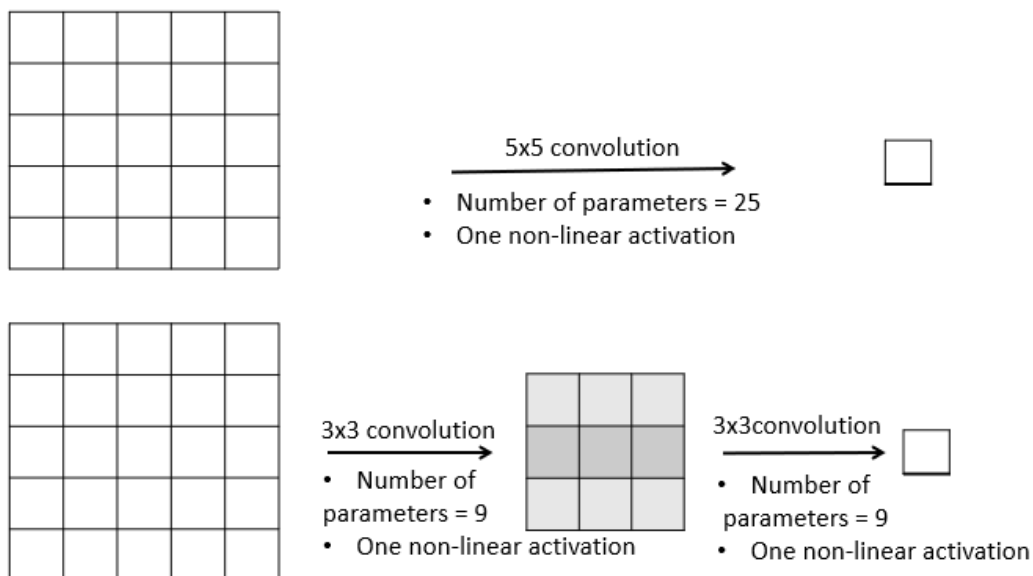 5x5 convolution
• Number of parameters = 25
• One non-linear activation
3x3 convolution
• Number of
parameters = 9
• One non-linear activation
3x3convolution
• Number of
parameters = 9
• One non-linear activation